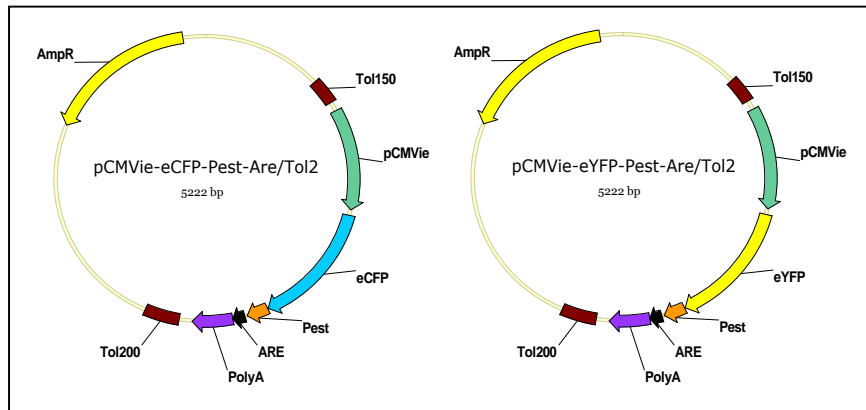 AmpR
Tol150
pCMVie
pCMVie-eCFP-Pest-Are/Tol2
5222 bp
eCFP
Pest
ARE
PolyA
Tol200
AmpR
Tol150
pCMVie
pCMVie-eYFP-Pest-Are/Tol2
5222 bp
eYFP
Pest
ARE
PolyA
Tol200